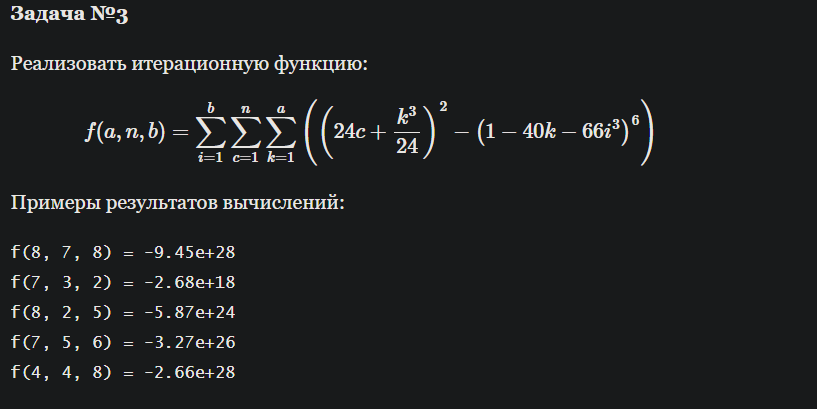 Задача №3
Реализовать итерационную функцию:
f(a, n, b) = \sum_{i=1}^{b} \sum_{c=1}^{n} \sum_{k=1}^{a} \left( \left( 24c + \frac{k^3}{24} \right)^2 - \left( 1 - 40k - 66i^3 \right)^6 \right)
Примеры результатов вычислений:
f(8, 7, 8) = -9.45e+28
f(7, 3, 2) = -2.68e+18
f(8, 2, 5) = -5.87e+24
f(7, 5, 6) = -3.27e+26
f(4, 4, 8) = -2.66e+28